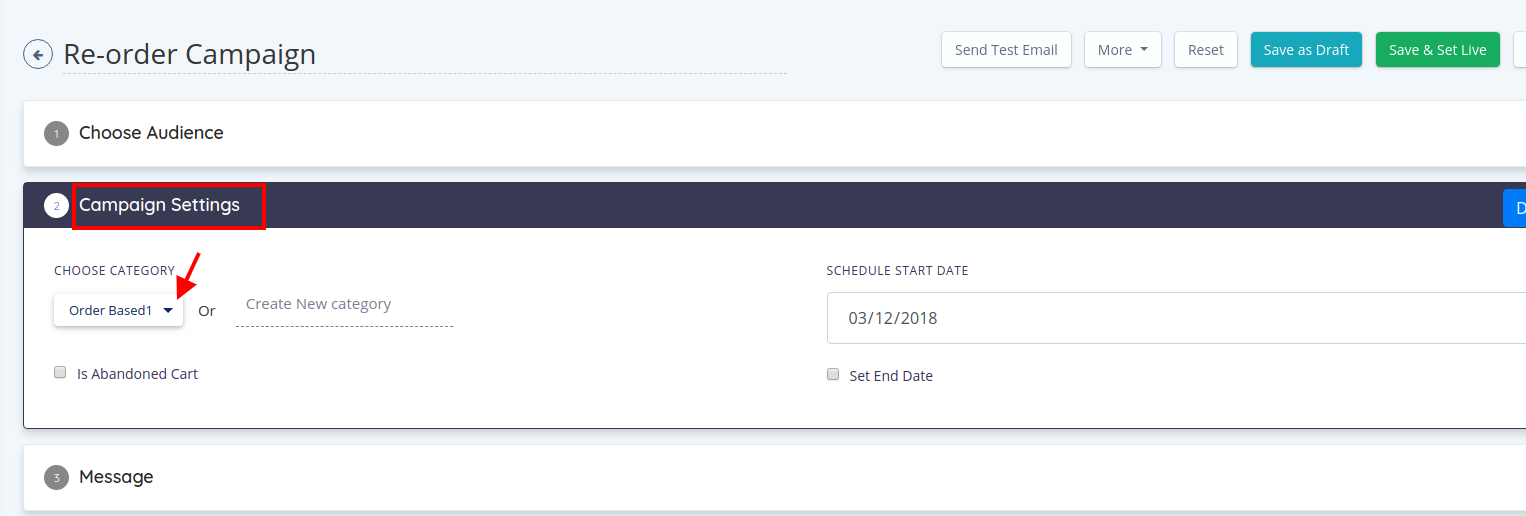 Re-order Campaign
Send Test Email
More
Reset
Save as Draft
Save & Set Live
1
Choose Audience
2
Campaign Settings
D
CHOOSE CATEGORY
SCHEDULE START DATE
Order Based1
Or
Create New category
03/12/2018
Is Abandoned Cart
Set End Date
3
Message